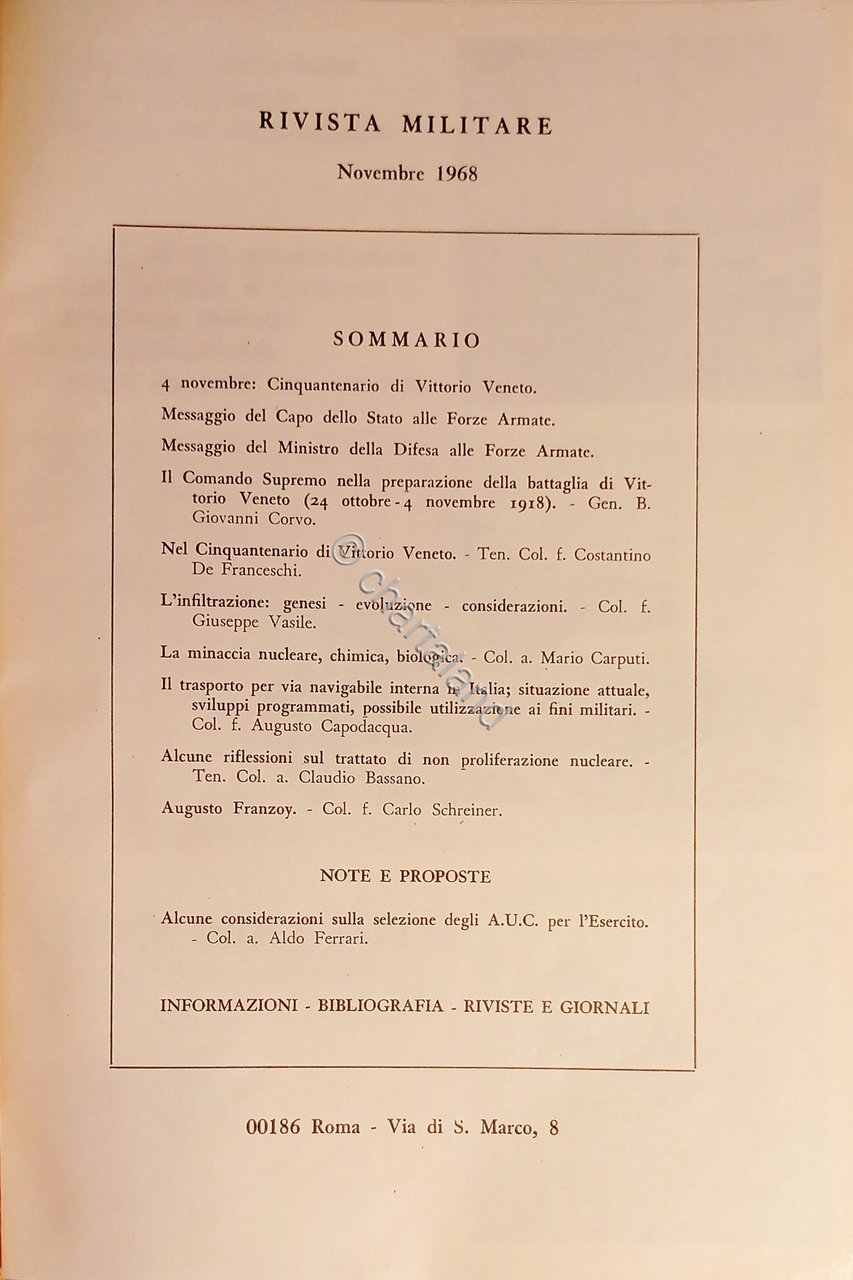 RIVISTA MILITARE
Novembre 1968
SOMMARIO
4 novembre: Cinquantenario di Vittorio Veneto.
Messaggio del Capo dello Stato alle Forze Armate.
Messaggio del Ministro della Difesa alle Forze Armate.
Il Comando Supremo nella preparazione della battaglia di Vit-
torio Veneto (24 ottobre - 4 novembre 1918). - Gen. B.
Giovanni Corvo.
Nel Cinquantenario di Vittorio Veneto. - Ten. Col. f. Costantino
De Franceschi.
L'infiltrazione: genesi - evoluzione - considerazioni. - Col. f.
Giuseppe Vasile.
La minaccia nucleare, chimica, biologica. - Col. a. Mario Carputi.
Il trasporto per via navigabile interna in Italia; situazione attuale,
sviluppi programmati, possibile utilizzazione ai fini militari. -
Col. f. Augusto Capodacqua.
Alcune riflessioni sul trattato di non proliferazione nucleare. -
Ten. Col. a. Claudio Bassano.
Augusto Franzoy. - Col. f. Carlo Schreiner.
NOTE E PROPOSTE
Alcune considerazioni sulla selezione degli A.U.C. per l'Esercito.
- Col. a. Aldo Ferrari.
INFORMAZIONI - BIBLIOGRAFIA - RIVISTE E GIORNALI
00186 Roma - Via di S. Marco, 8
© chartaland